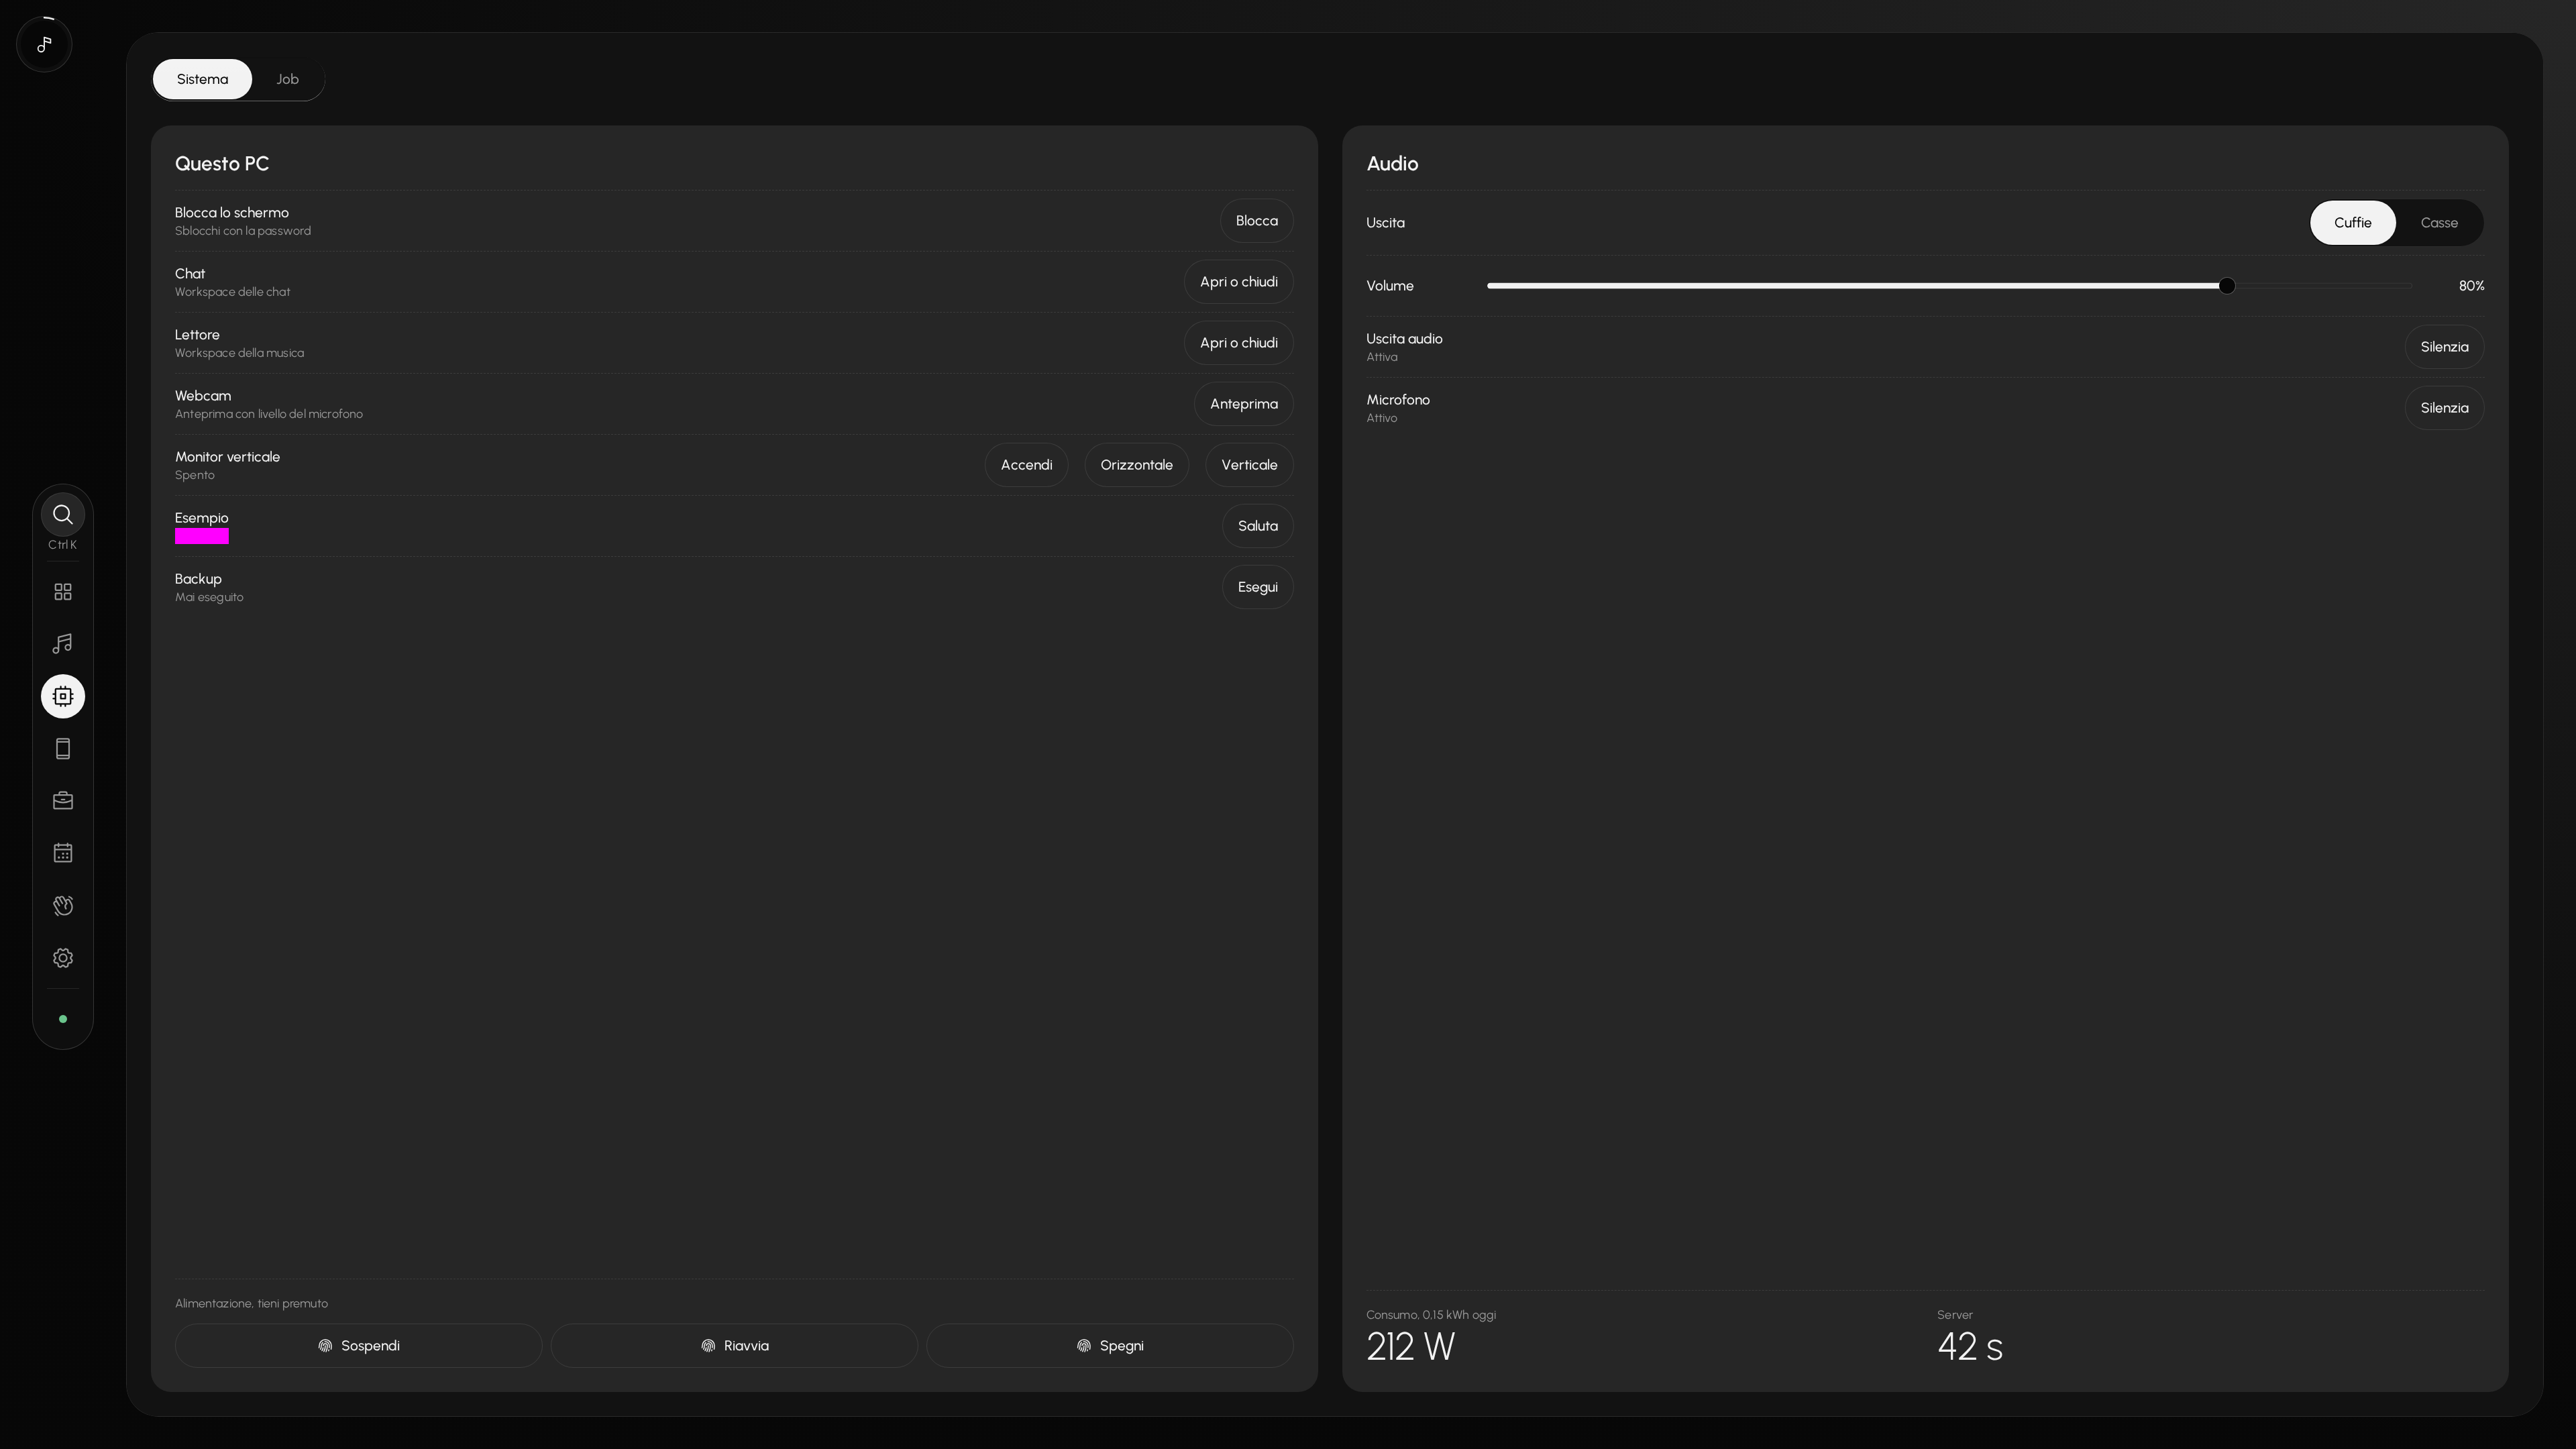 Sistema
Job
Questo PC
Blocca lo schermo
Sblocchi con la password
Blocca
Chat
Workspace delle chat
Apri o chiudi
Lettore
Workspace della musica
Apri o chiudi
Webcam
Anteprima con livello del microfono
Anteprima
Monitor verticale
Spento
Accendi
Orizzontale
Verticale
Esempio
Saluta
Backup
Mai eseguito
Esegui
Alimentazione, tieni premuto
Sospendi
Riavvia
Spegni
Audio
Uscita
Cuffie
Casse
Volume
80%
Uscita audio
Attiva
Silenzia
Microfono
Attivo
Silenzia
Consumo, 0,15 kWh oggi
212 W
Server
42 s
Ctrl K